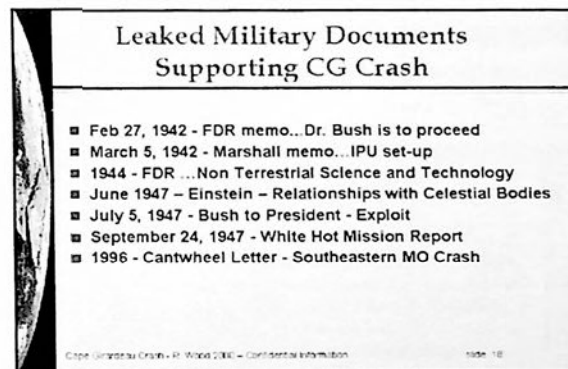 Leaked Military Documents
Supporting CG Crash
Feb 27, 1942 - FDR memo...Dr. Bush is to proceed
March 5, 1942 - Marshall memo...IPU set-up
1944 - FDR ...Non Terrestrial Science and Technology
June 1947 – Einstein – Relationships with Celestial Bodies
July 5, 1947 - Bush to President - Exploit
September 24, 1947 - White Hot Mission Report
1996 - Cantwheel Letter - Southeastern MO Crash
Cape Girardeau Crash - R. Wood 2000 – Confidential Information slide 18